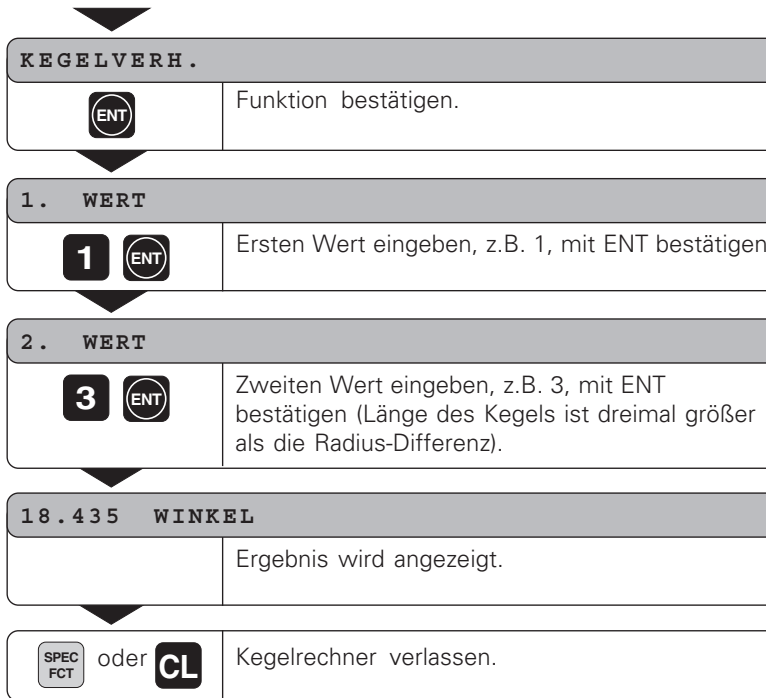 KEGELVERH.
ENT
Funktion bestätigen.
1. WERT
1 ENT
Ersten Wert eingeben, z.B. 1, mit ENT bestätigen
2. WERT
3 ENT
Zweiten Wert eingeben, z.B. 3, mit ENT
bestätigen (Länge des Kegels ist dreimal größer
als die Radius-Differenz).
18.435 WINKEL
Ergebnis wird angezeigt.
SPEC
FCT
oder CL
Kegelrechner verlassen.